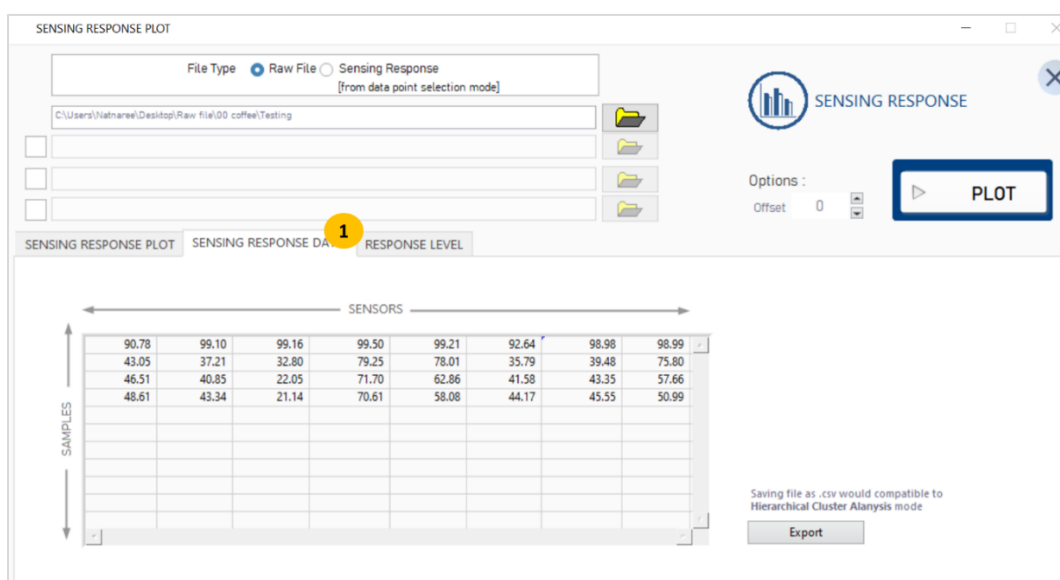 SENSING RESPONSE PLOT
File Type Raw File Sensing Response
[from data point selection mode]
C:\Users\Natnaree\Desktop\Raw file\00 coffee\Testing
SENSING RESPONSE
Options :
Offset 0
PLOT
SENSING RESPONSE PLOT SENSING RESPONSE 1 RESPONSE LEVEL
SENSORS
SAMPLES
90.78 99.10 99.16 99.50 99.21 92.64 98.98 98.99
43.05 37.21 32.80 79.25 78.01 35.79 39.48 75.80
46.51 40.85 22.05 71.70 62.86 41.58 43.35 57.66
48.61 43.34 21.14 70.61 58.08 44.17 45.55 50.99
Saving file as .csv would compatible to
Hierarchical Cluster Alanysis mode
Export